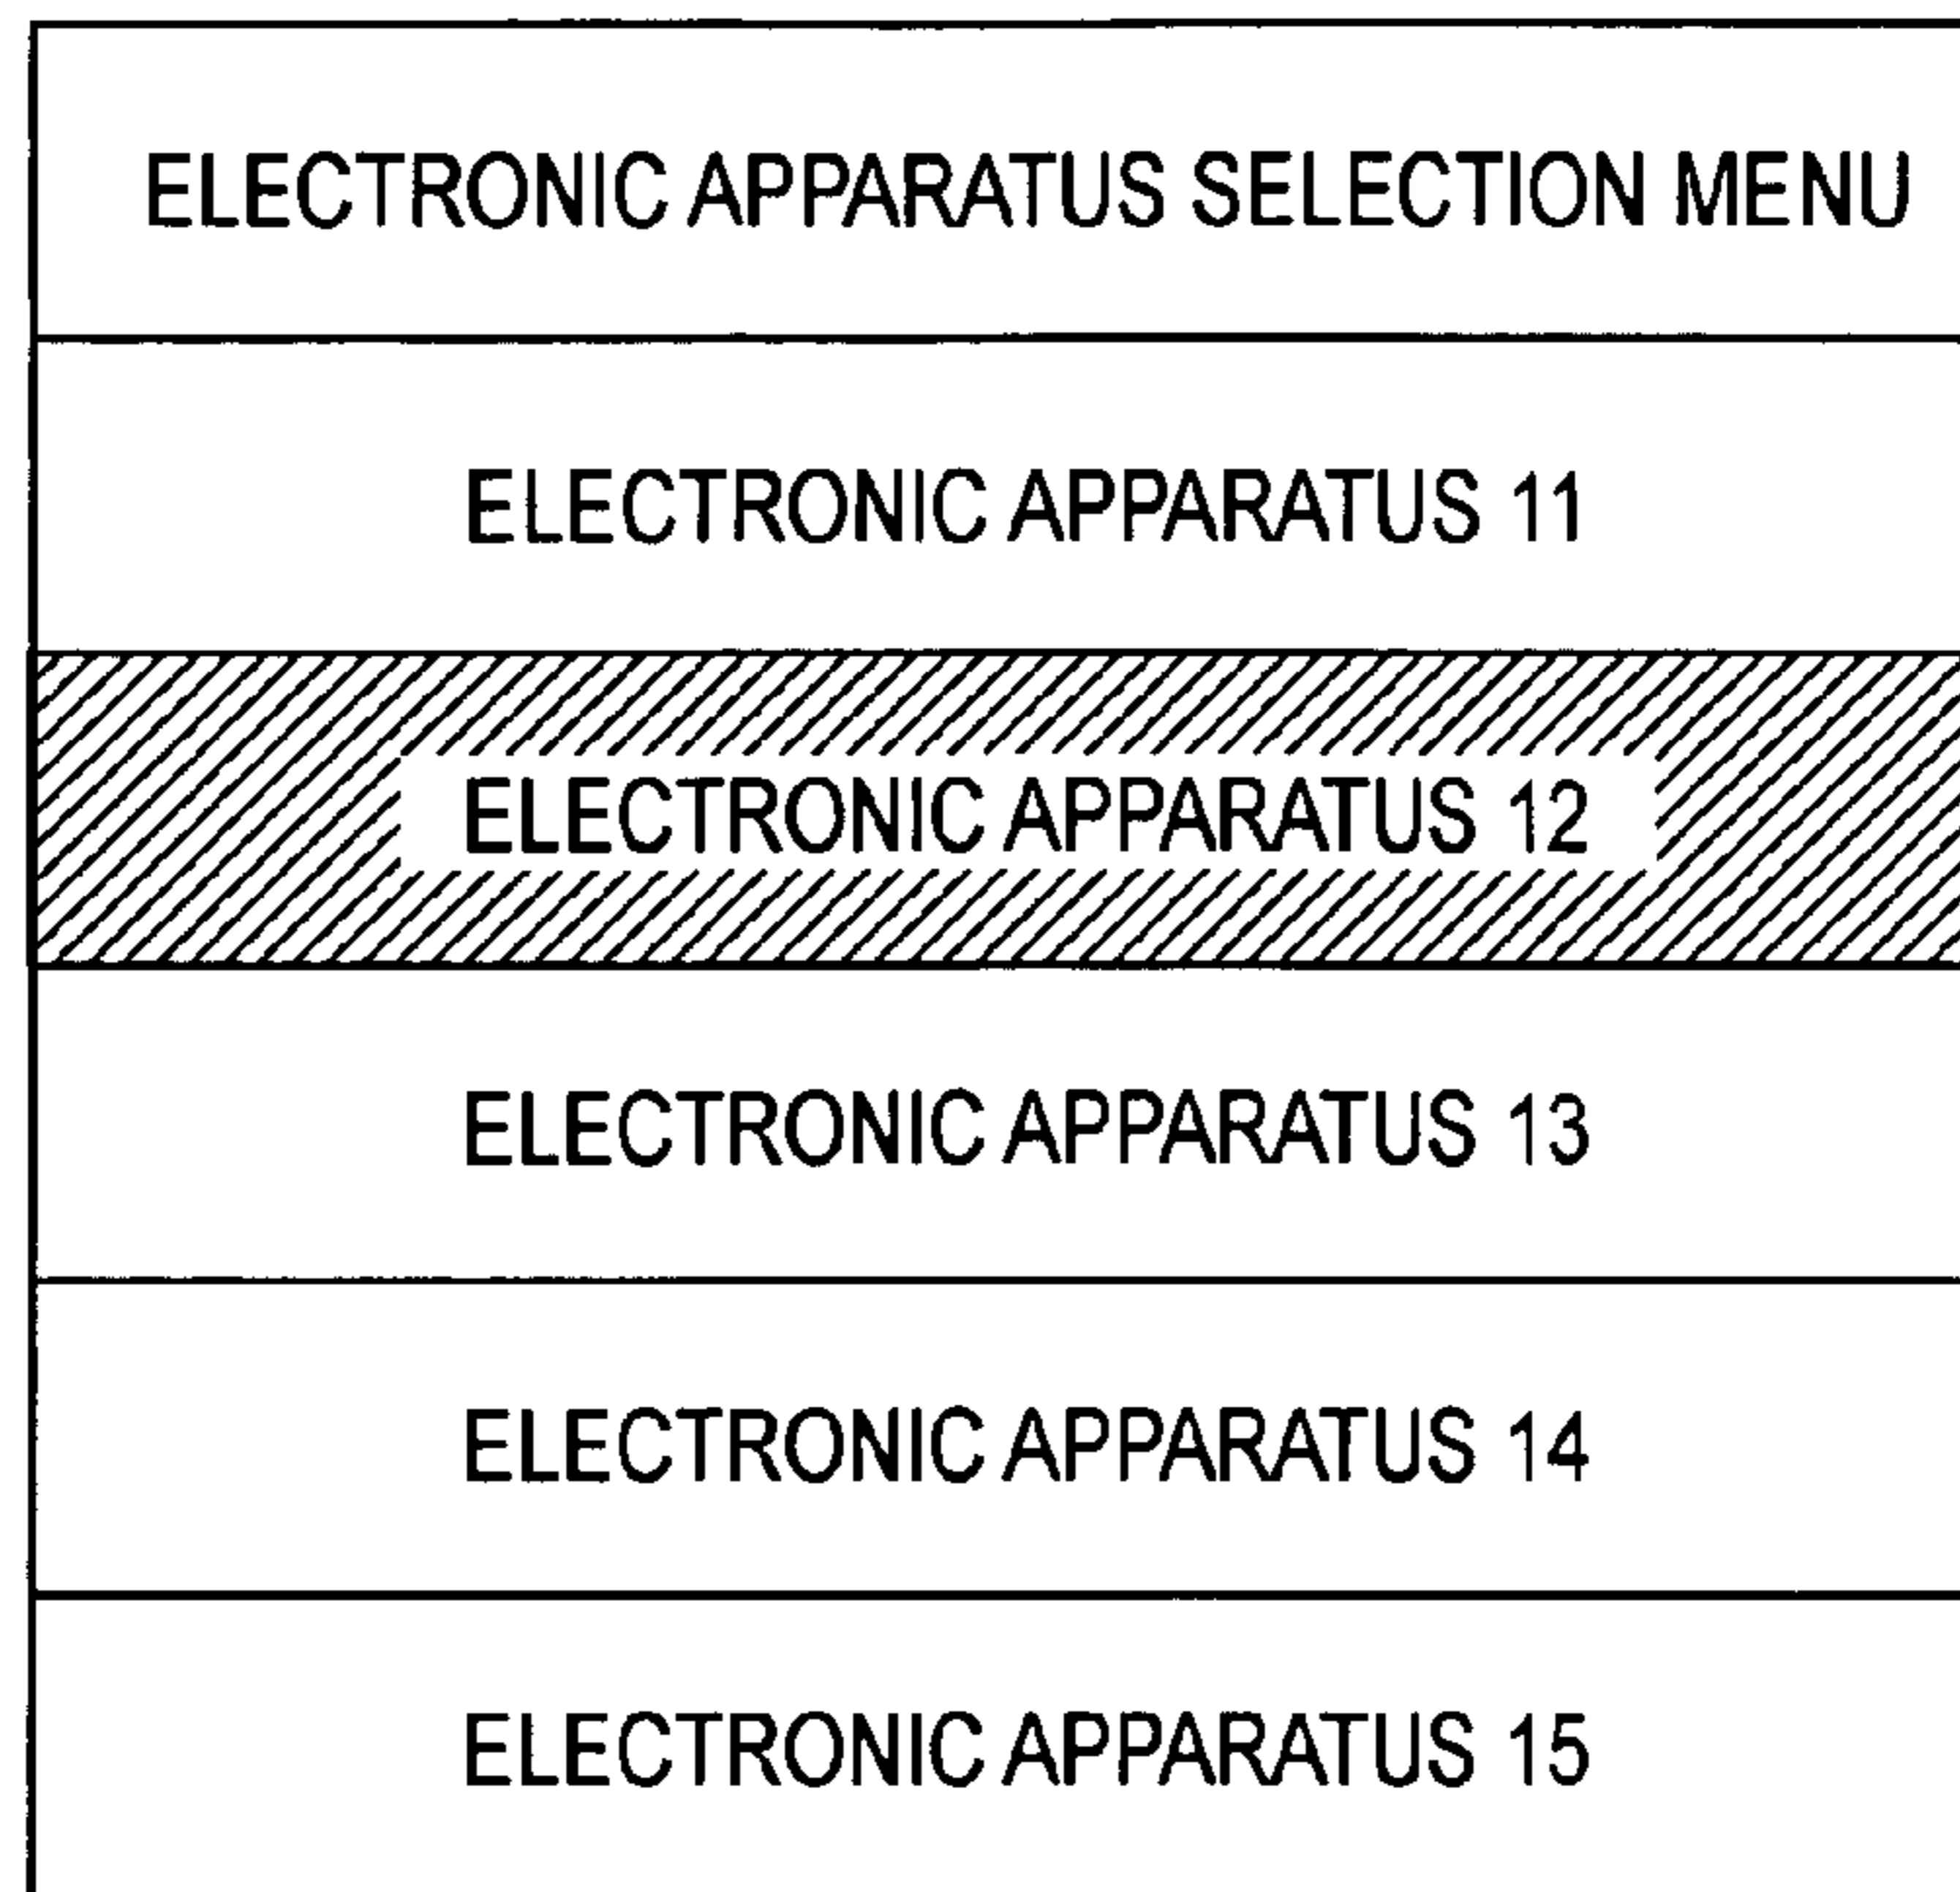 ELECTRONIC APPARATUS SELECTION MENU
ELECTRONIC APPARATUS 11
ELECTRONIC APPARATUS 12
ELECTRONIC APPARATUS 13
ELECTRONIC APPARATUS 14
ELECTRONIC APPARATUS 15